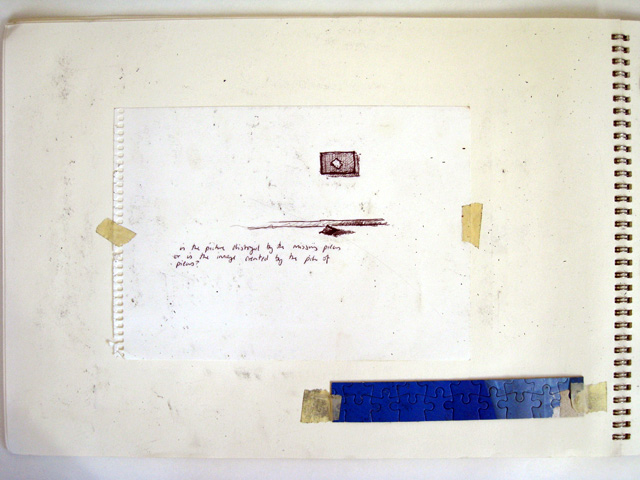 is the picture destroyed by the missing pieces
or is the image created by the pile of
pieces?